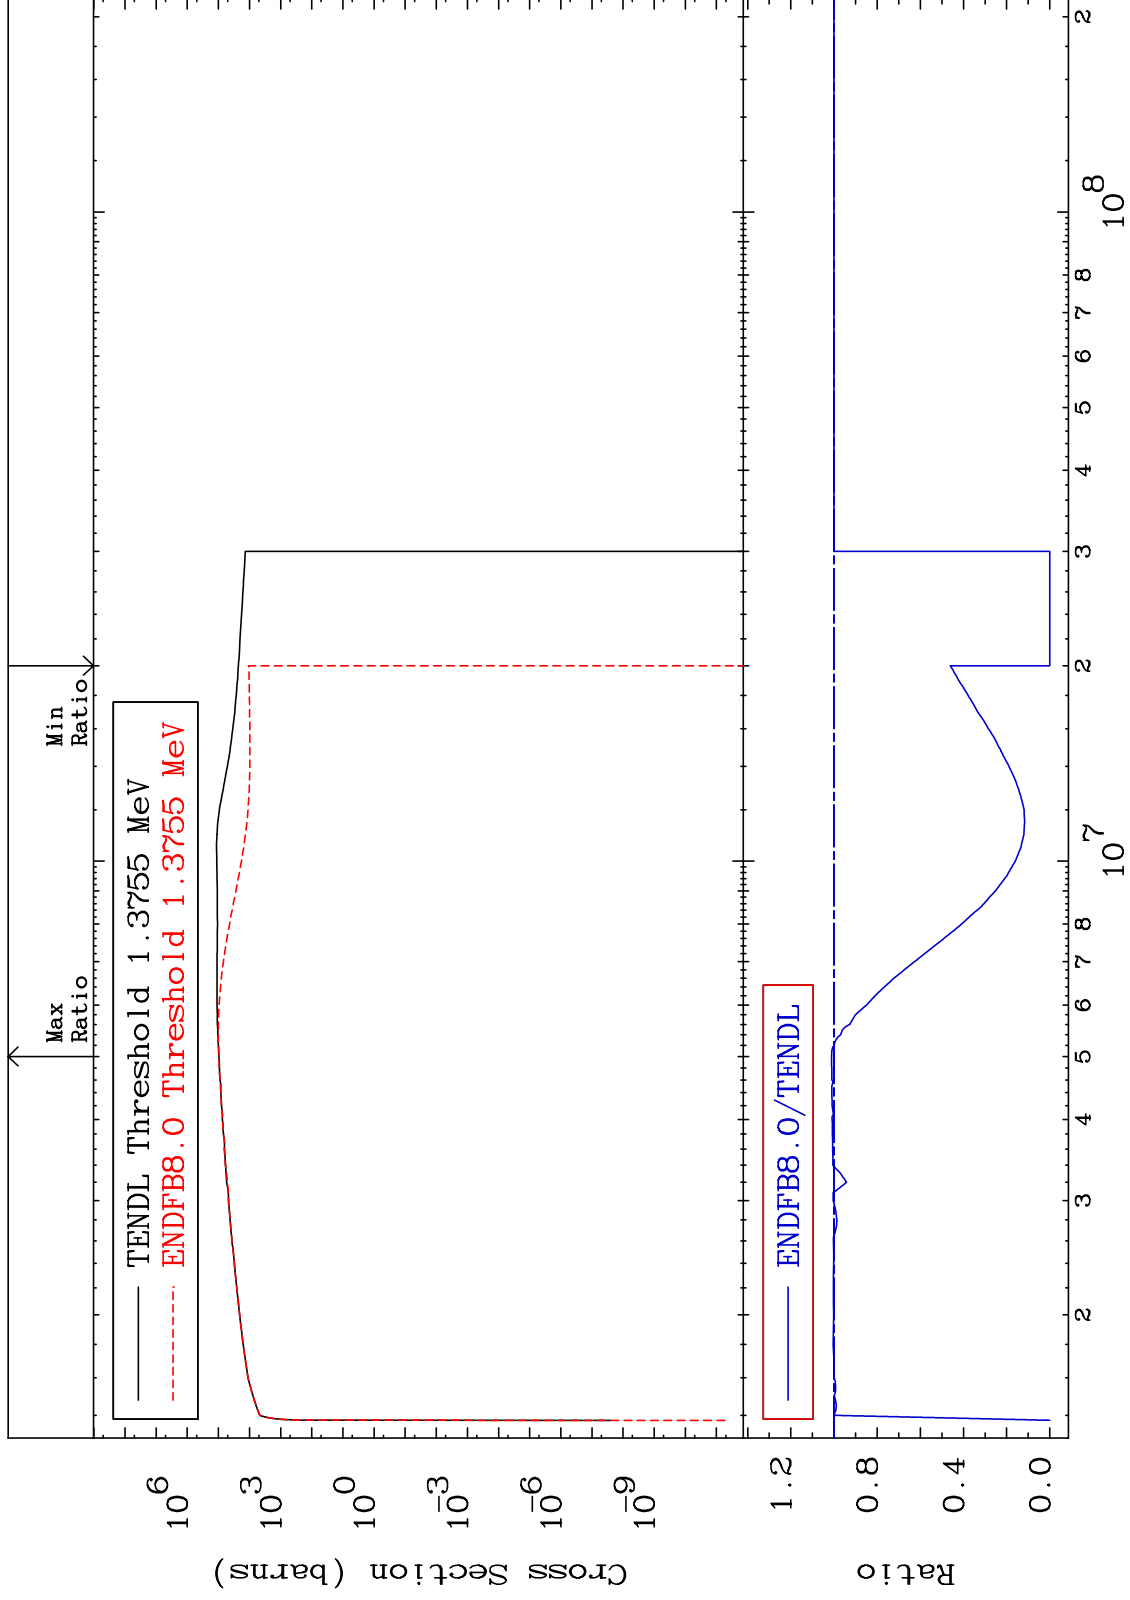 Max
Ratio
Min
Ratio
TENDL Threshold 1.3755 MeV
ENDFB8.0 Threshold 1.3755 MeV
Cross Section (barns)
10^6
10^3
10^0
10^-3
10^-6
10^-9
ENDFB8.0/TENDL
Ratio
1.2
0.8
0.4
0.0
2 3 4 5 6 7 8 2 3 4 5 6 7 8 2
10^7 10^8